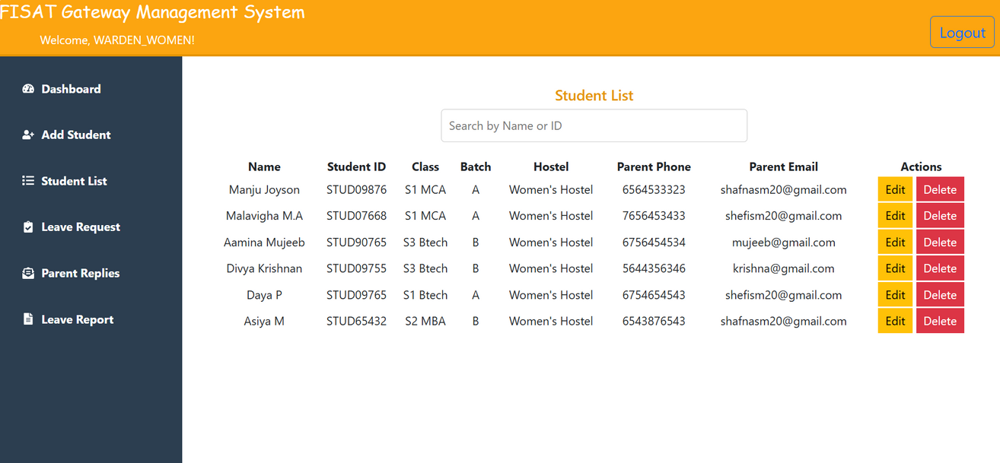 FISAT Gateway Management System
Welcome, WARDEN_WOMEN!
Logout
Dashboard
Add Student
Student List
Leave Request
Parent Replies
Leave Report
Student List
Search by Name or ID
Name Student ID Class Batch Hostel Parent Phone Parent Email Actions
Manju Joyson STUD09876 S1 MCA A Women's Hostel 6564533323 shafnasm20@gmail.com Edit Delete
Malavigha M.A STUD07668 S1 MCA A Women's Hostel 7656453433 shefism20@gmail.com Edit Delete
Aamina Mujeeb STUD90765 S3 Btech B Women's Hostel 6756454534 mujeeb@gmail.com Edit Delete
Divya Krishnan STUD09755 S3 Btech B Women's Hostel 5644356346 krishna@gmail.com Edit Delete
Daya P STUD09765 S1 Btech A Women's Hostel 6754654543 shefism20@gmail.com Edit Delete
Asiya M STUD65432 S2 MBA B Women's Hostel 6543876543 shafnasm20@gmail.com Edit Delete